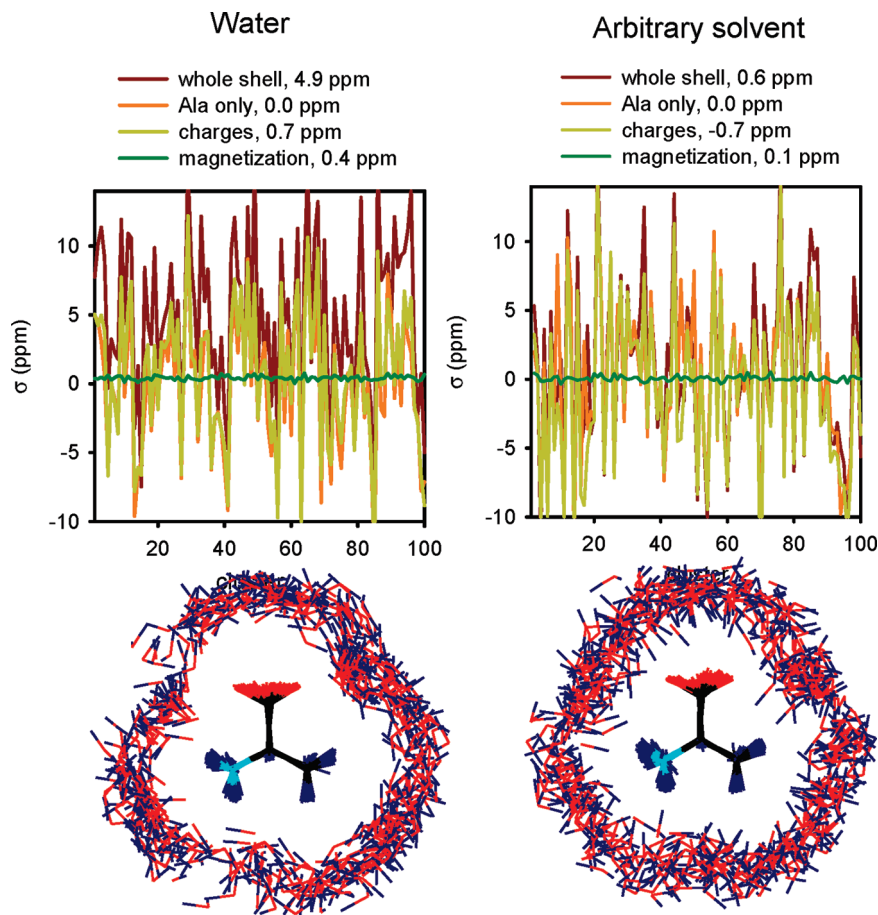 Water
whole shell, 4.9 ppm
Ala only, 0.0 ppm
charges, 0.7 ppm
magnetization, 0.4 ppm
σ (ppm)
10
5
0
-5
-10
20
40
60
80
100
Arbitrary solvent
whole shell, 0.6 ppm
Ala only, 0.0 ppm
charges, -0.7 ppm
magnetization, 0.1 ppm
σ (ppm)
10
5
0
-5
-10
20
40
60
80
100